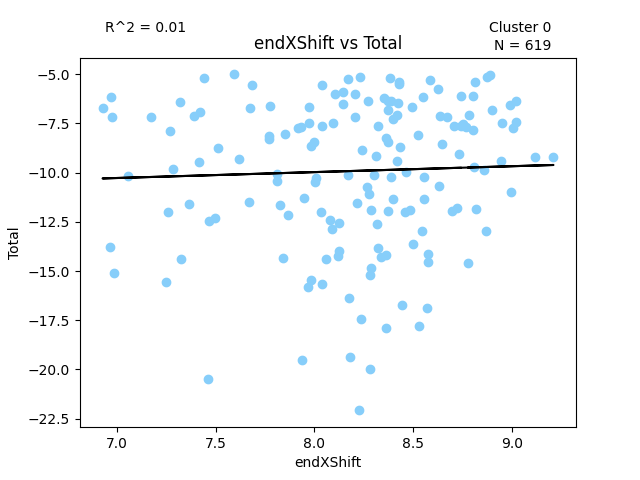 R^2 = 0.01
Cluster 0
N = 619
endXShift vs Total
Total
−5.0
−7.5
−10.0
−12.5
−15.0
−17.5
−20.0
−22.5
7.0 7.5 8.0 8.5 9.0
endXShift